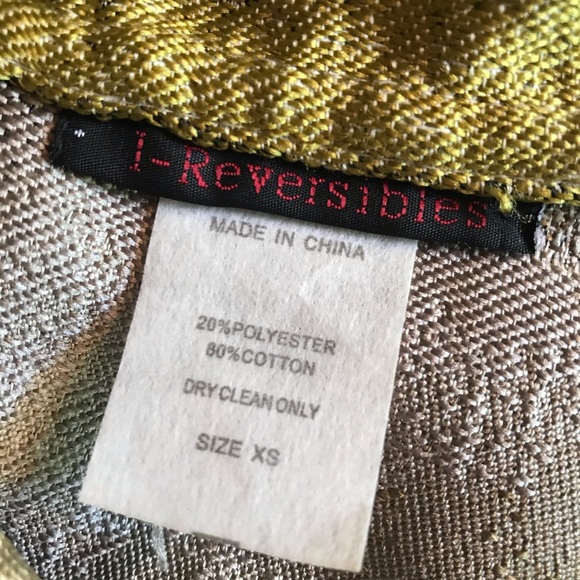 I-Reversibles
MADE IN CHINA
20%POLYESTER
80%COTTON
DRY CLEAN ONLY
SIZE XS